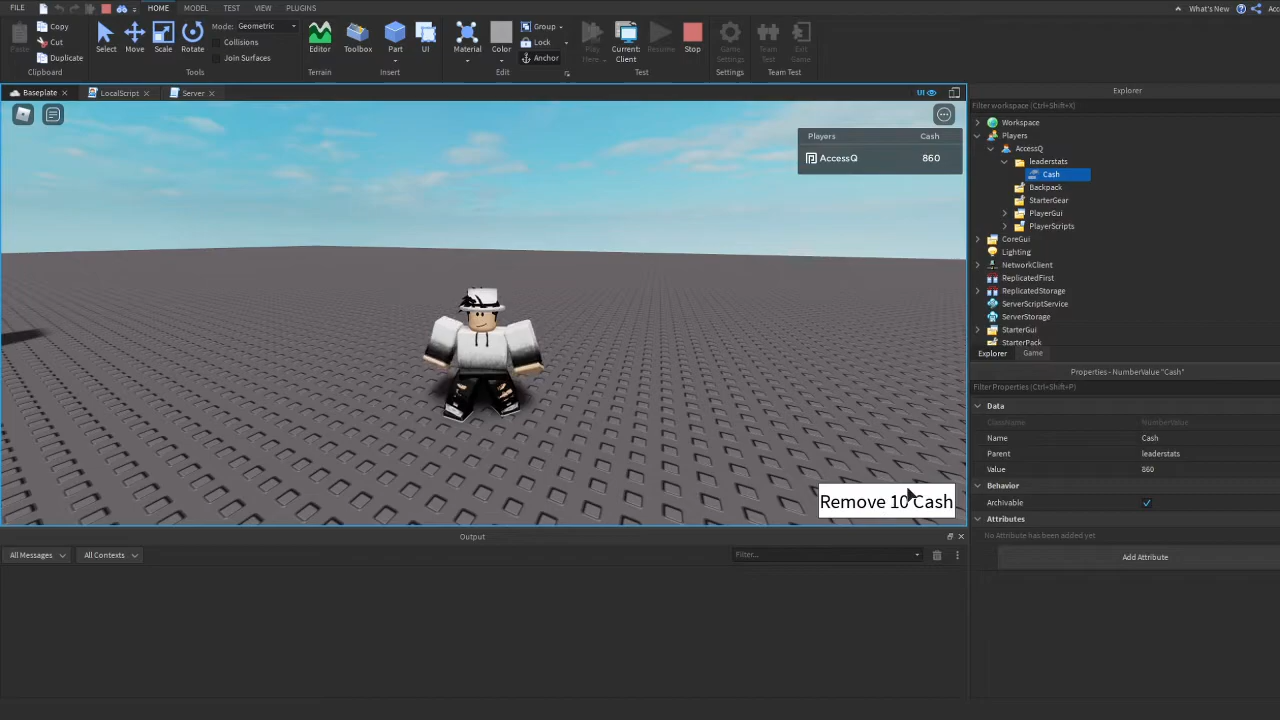 FILE HOME MODEL TEST VIEW PLUGINS What's New
Copy
Cut
Duplicate
Paste
Clipboard
Select Move Scale Rotate
Mode: Geometric
Collisions
Join Surfaces
Tools
Editor
Terrain
Toolbox Part UI
Insert
Material Color
Group
Lock
Anchor
Edit
Play Here
Current: Client
Resume
Stop
Test
Game Settings
Settings
Team Test
Exit Game
Team Test
Baseplate LocalScript Server UI
Players Cash
AccessQ 860
Remove 10 Cash
Output
All Messages All Contexts Filter...
Explorer
Filter workspace (Ctrl+Shift+X)
Workspace
Players
AccessQ
leaderstats
Cash
Backpack
StarterGear
PlayerGui
PlayerScripts
CoreGui
Lighting
NetworkClient
ReplicatedFirst
ReplicatedStorage
ServerScriptService
ServerStorage
StarterGui
StarterPack
Explorer Game
Properties - NumberValue "Cash"
Filter Properties (Ctrl+Shift+P)
Data
ClassName NumberValue
Name Cash
Parent leaderstats
Value 860
Behavior
Archivable
Attributes
No Attribute has been added yet
Add Attribute